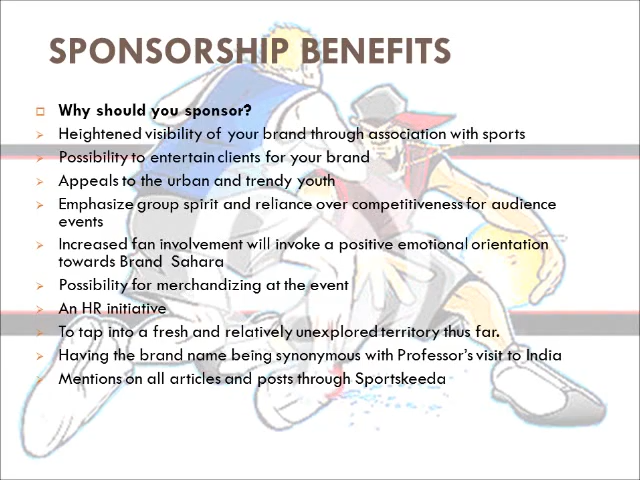 SPONSORSHIP BENEFITS
Why should you sponsor?
Heightened visibility of your brand through association with sports
Possibility to entertain clients for your brand
Appeals to the urban and trendy youth
Emphasize group spirit and reliance over competitiveness for audience
events
Increased fan involvement will invoke a positive emotional orientation
towards Brand Sahara
Possibility for merchandizing at the event
An HR initiative
To tap into a fresh and relatively unexplored territory thus far.
Having the brand name being synonymous with Professor's visit to India
Mentions on all articles and posts through Sportskeeda